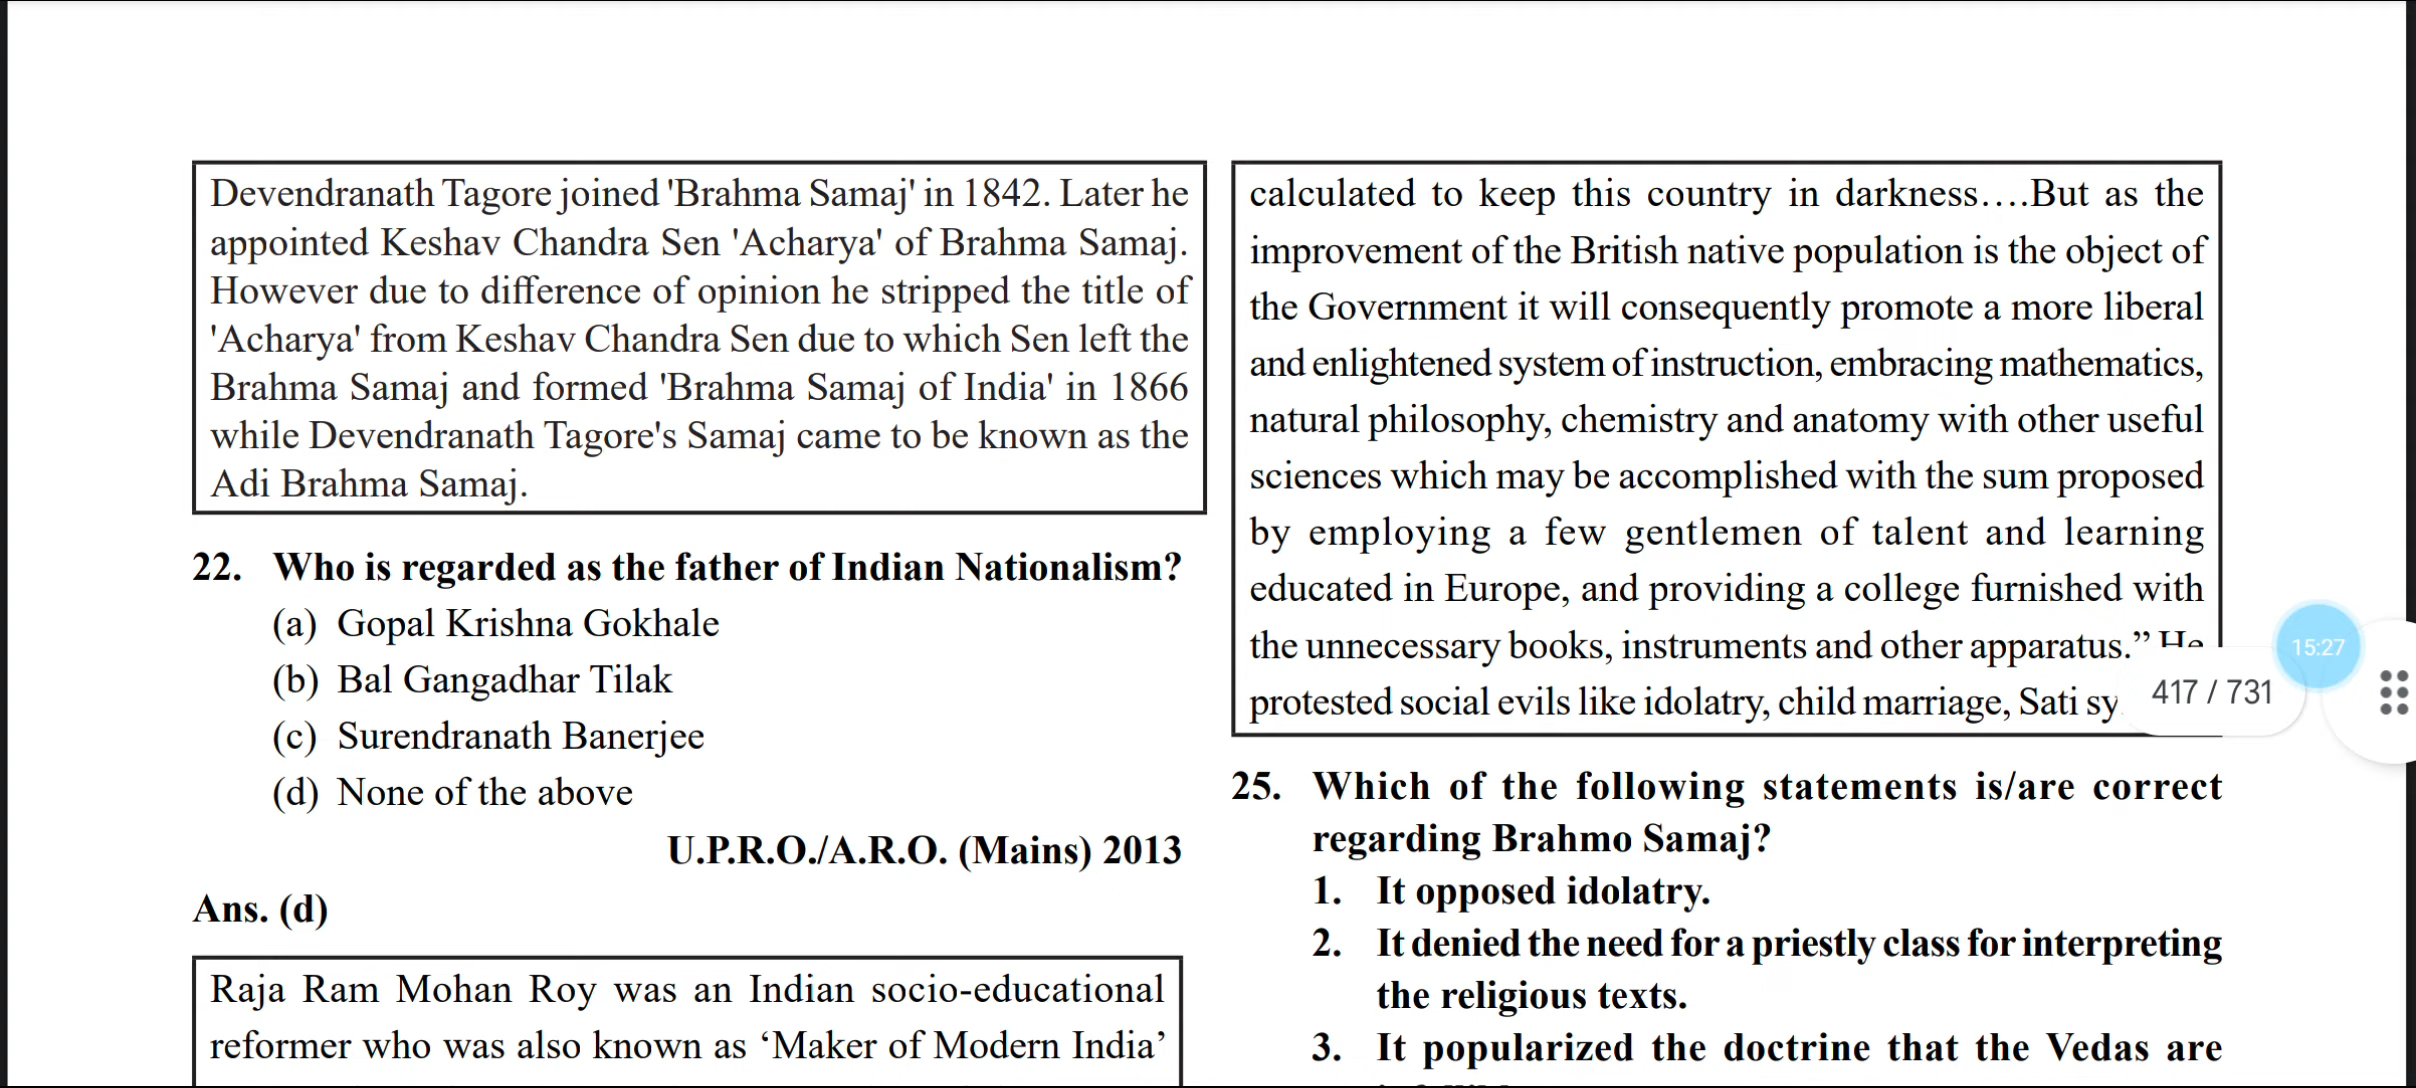 Devendranath Tagore joined 'Brahma Samaj' in 1842. Later he
appointed Keshav Chandra Sen 'Acharya' of Brahma Samaj.
However due to difference of opinion he stripped the title of
'Acharya' from Keshav Chandra Sen due to which Sen left the
Brahma Samaj and formed 'Brahma Samaj of India' in 1866
while Devendranath Tagore's Samaj came to be known as the
Adi Brahma Samaj.
22. Who is regarded as the father of Indian Nationalism?
(a) Gopal Krishna Gokhale
(b) Bal Gangadhar Tilak
(c) Surendranath Banerjee
(d) None of the above
U.P.R.O./A.R.O. (Mains) 2013
Ans. (d)
Raja Ram Mohan Roy was an Indian socio-educational
reformer who was also known as ‘Maker of Modern India’
calculated to keep this country in darkness....But as the
improvement of the British native population is the object of
the Government it will consequently promote a more liberal
and enlightened system of instruction, embracing mathematics,
natural philosophy, chemistry and anatomy with other useful
sciences which may be accomplished with the sum proposed
by employing a few gentlemen of talent and learning
educated in Europe, and providing a college furnished with
the unnecessary books, instruments and other apparatus.” He
protested social evils like idolatry, child marriage, Sati sy
25. Which of the following statements is/are correct
regarding Brahmo Samaj?
1. It opposed idolatry.
2. It denied the need for a priestly class for interpreting
the religious texts.
3. It popularized the doctrine that the Vedas are
15:27
417 / 731